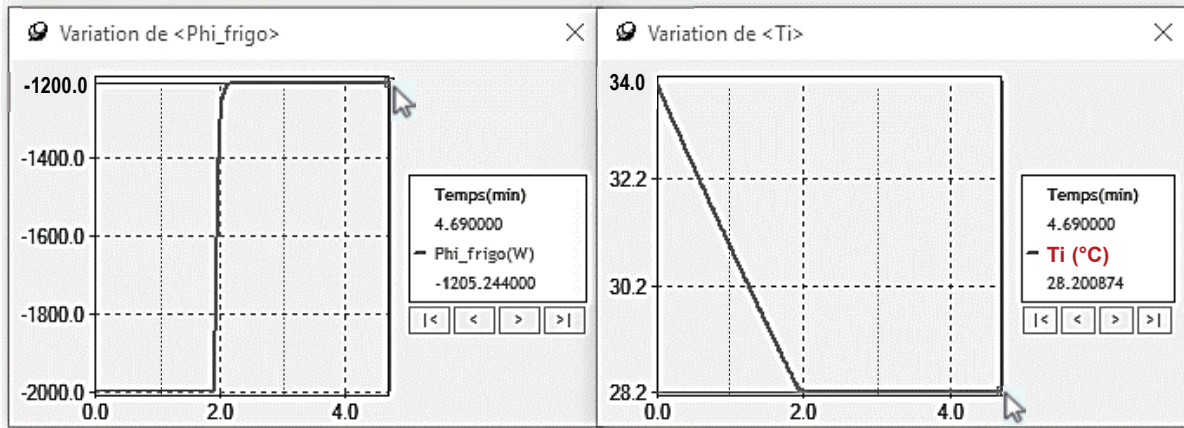 Variation de <Phi_frigo>
-1200.0
-1400.0
-1600.0
-1800.0
-2000.0
0.0 2.0 4.0
Temps(min)
4.690000
Phi_frigo(W)
-1205.244000
|< < > >|
Variation de <Ti>
34.0
32.2
30.2
28.2
0.0 2.0 4.0
Temps(min)
4.690000
Ti (°C)
28.200874
|< < > >|